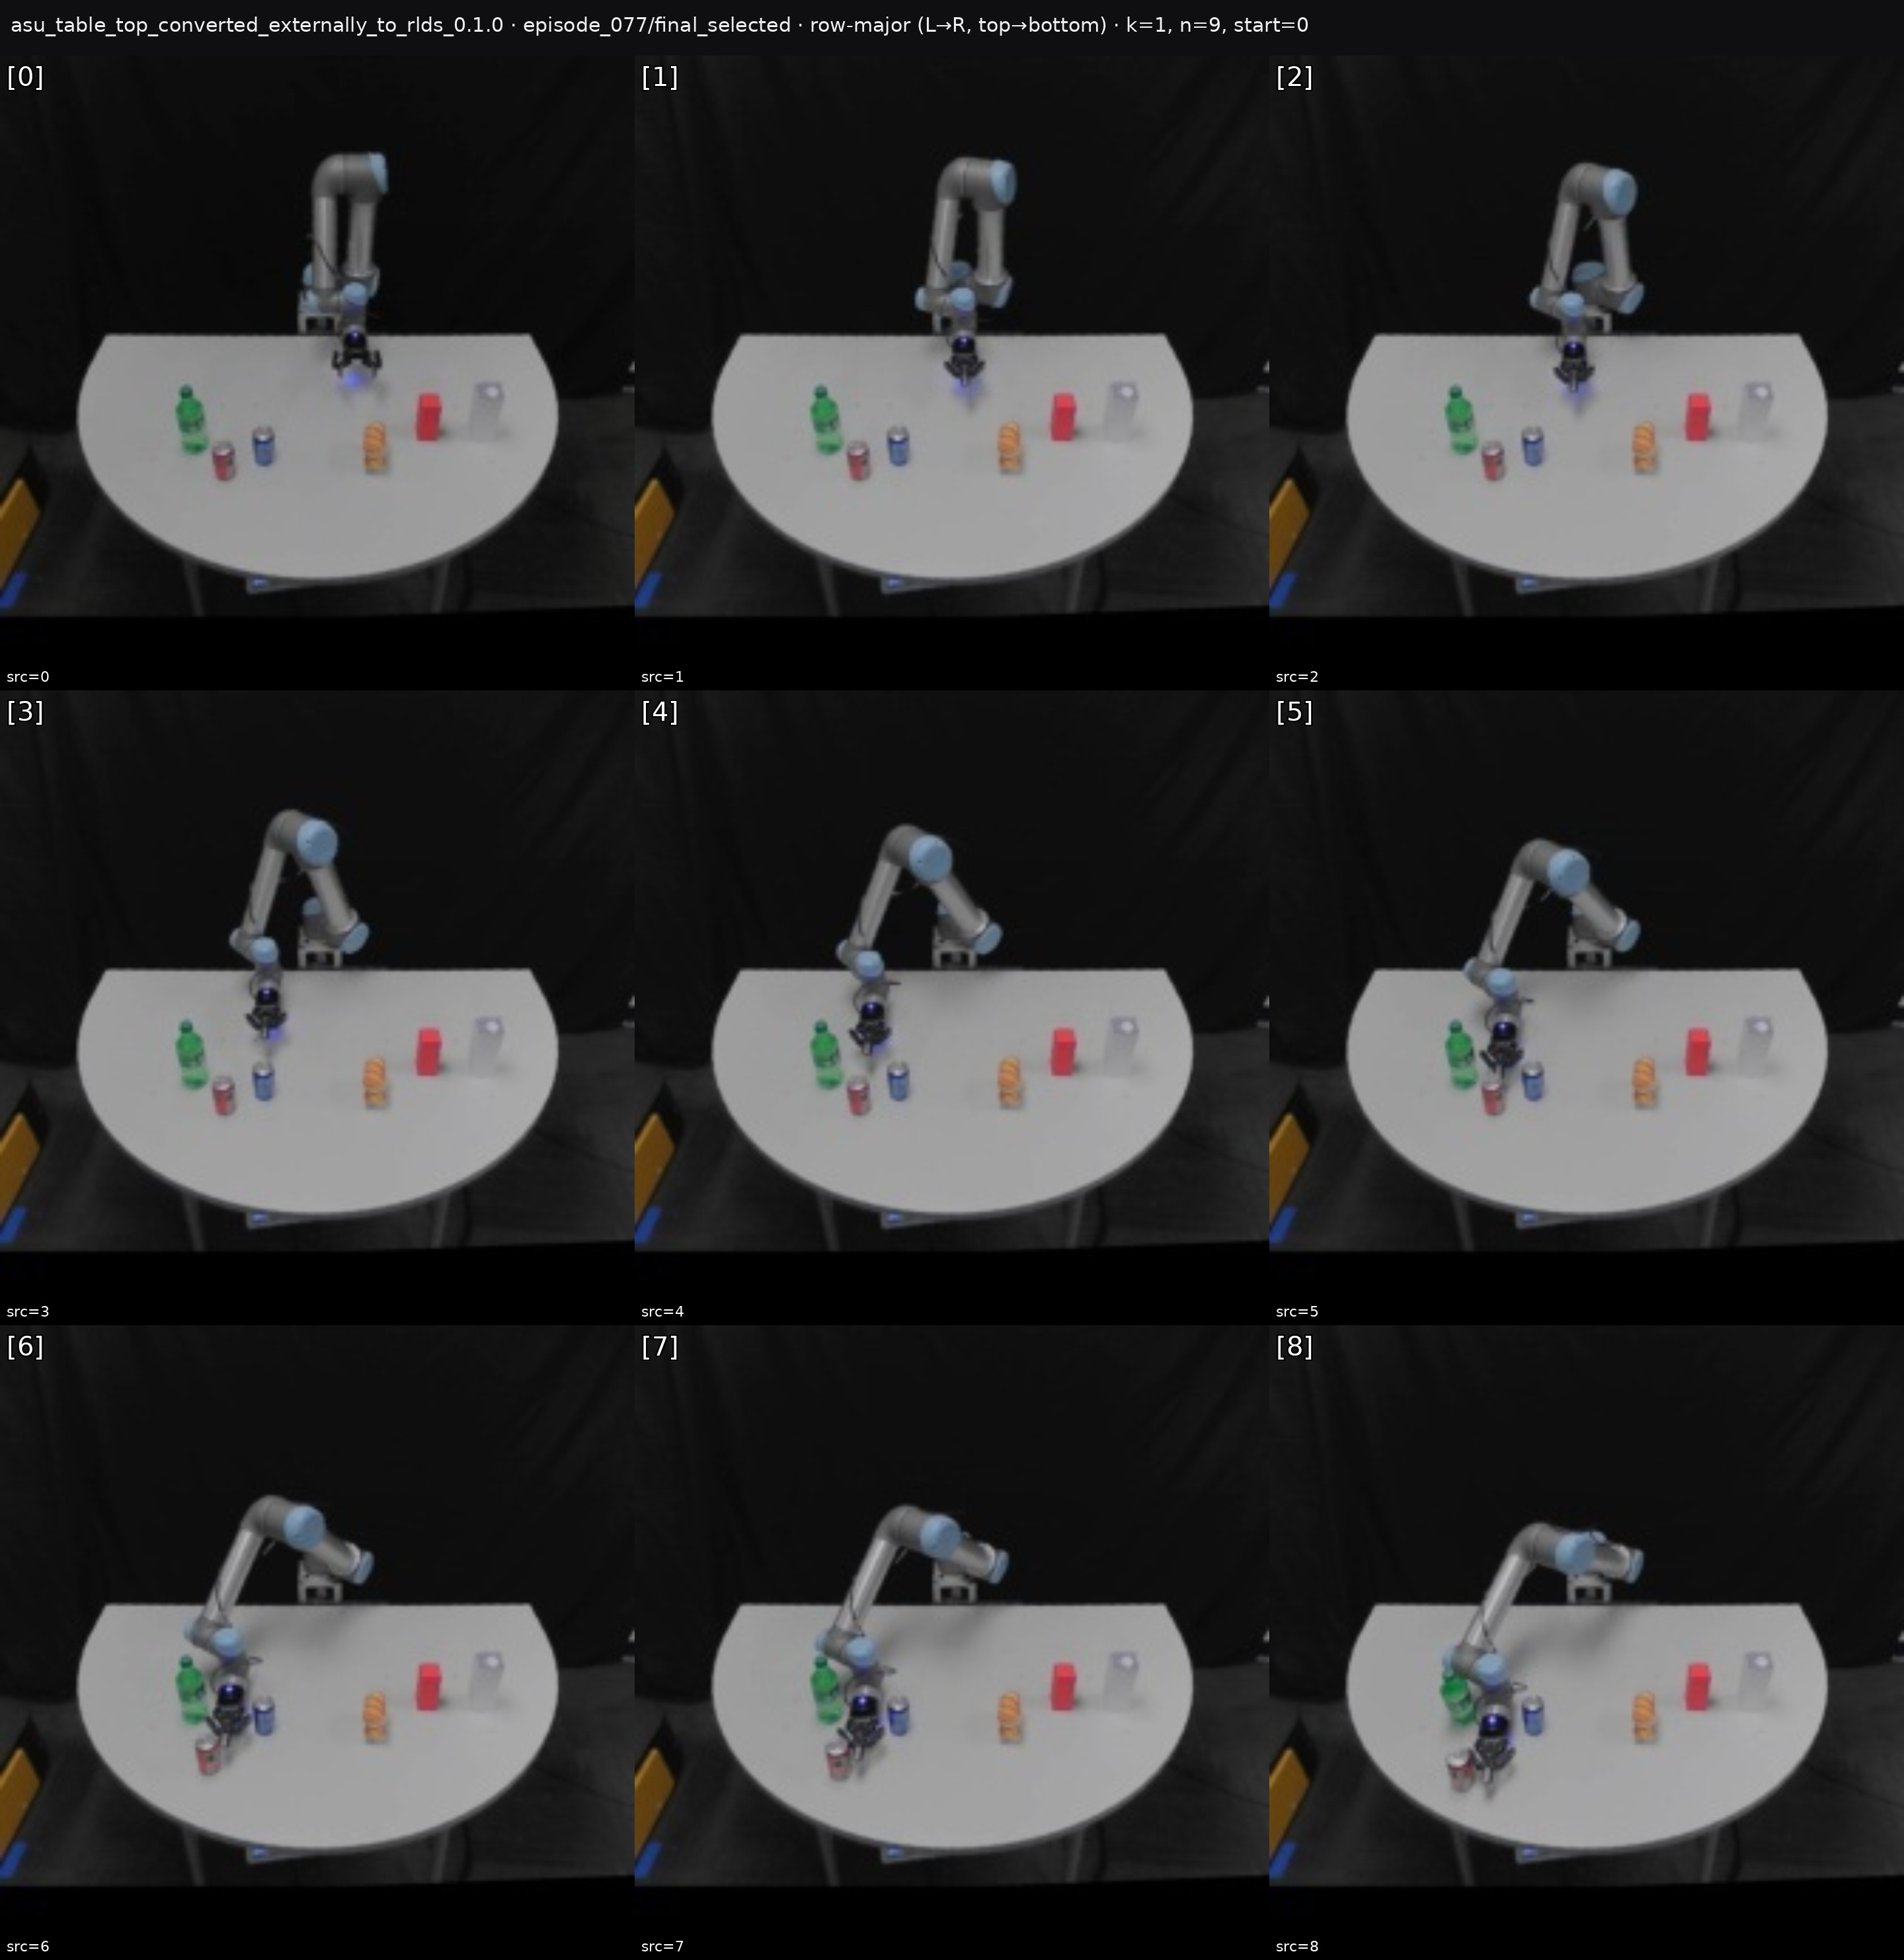 asu_table_top_converted_externally_to_rlds_0.1.0 · episode_077/final_selected · row-major (L→R, top→bottom) · k=1, n=9, start=0
[0]
[1]
[2]
src=0
src=1
src=2
[3]
[4]
[5]
src=3
src=4
src=5
[6]
[7]
[8]
src=6
src=7
src=8